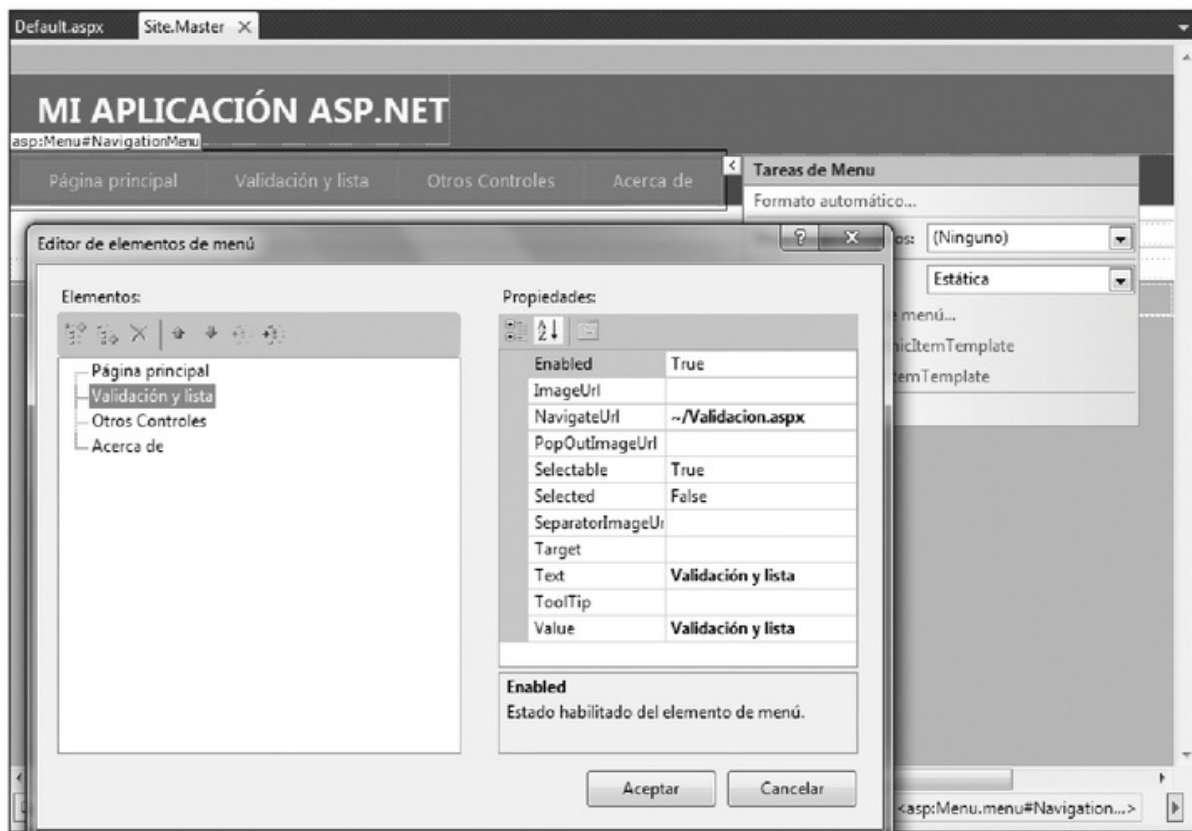 Default.aspx
Site.Master X
MI APLICACIÓN ASP.NET
asp:Menu#NavigationMenu
Página principal
Validación y lista
Otros Controles
Acerca de
Tareas de Menu
Formato automático...
os: (Ninguno)
Estática
menú...
nicItemTemplate
temTemplate
Editor de elementos de menú
Elementos:
Página principal
Validación y lista
Otros Controles
Acerca de
Propiedades:
Enabled True
ImageUrl
NavigateUrl ~/Validacion.aspx
PopOutImageUrl
Selectable True
Selected False
SeparatorImageUr
Target
Text Validación y lista
ToolTip
Value Validación y lista
Enabled
Estado habilitado del elemento de menú.
Aceptar
Cancelar
<asp:Menu.menu#Navigation...>